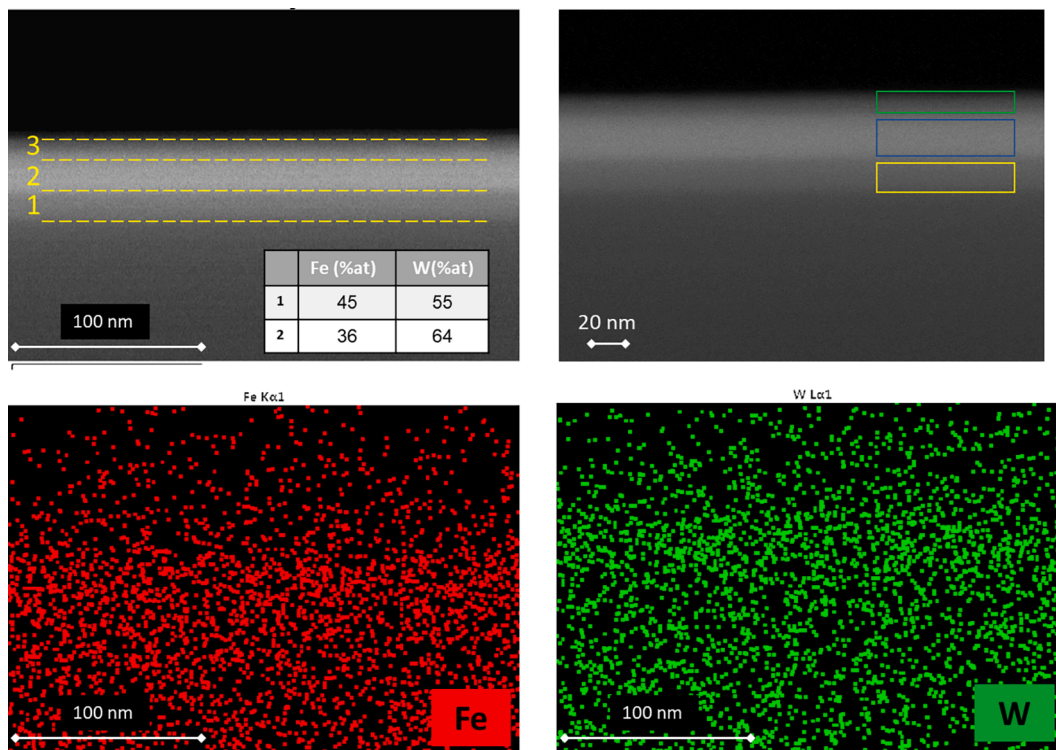 3
2
1
Fe (%at) W(%at)
1 45 55
2 36 64
100 nm
20 nm
Fe Kα1
W Lα1
100 nm
Fe
100 nm
W